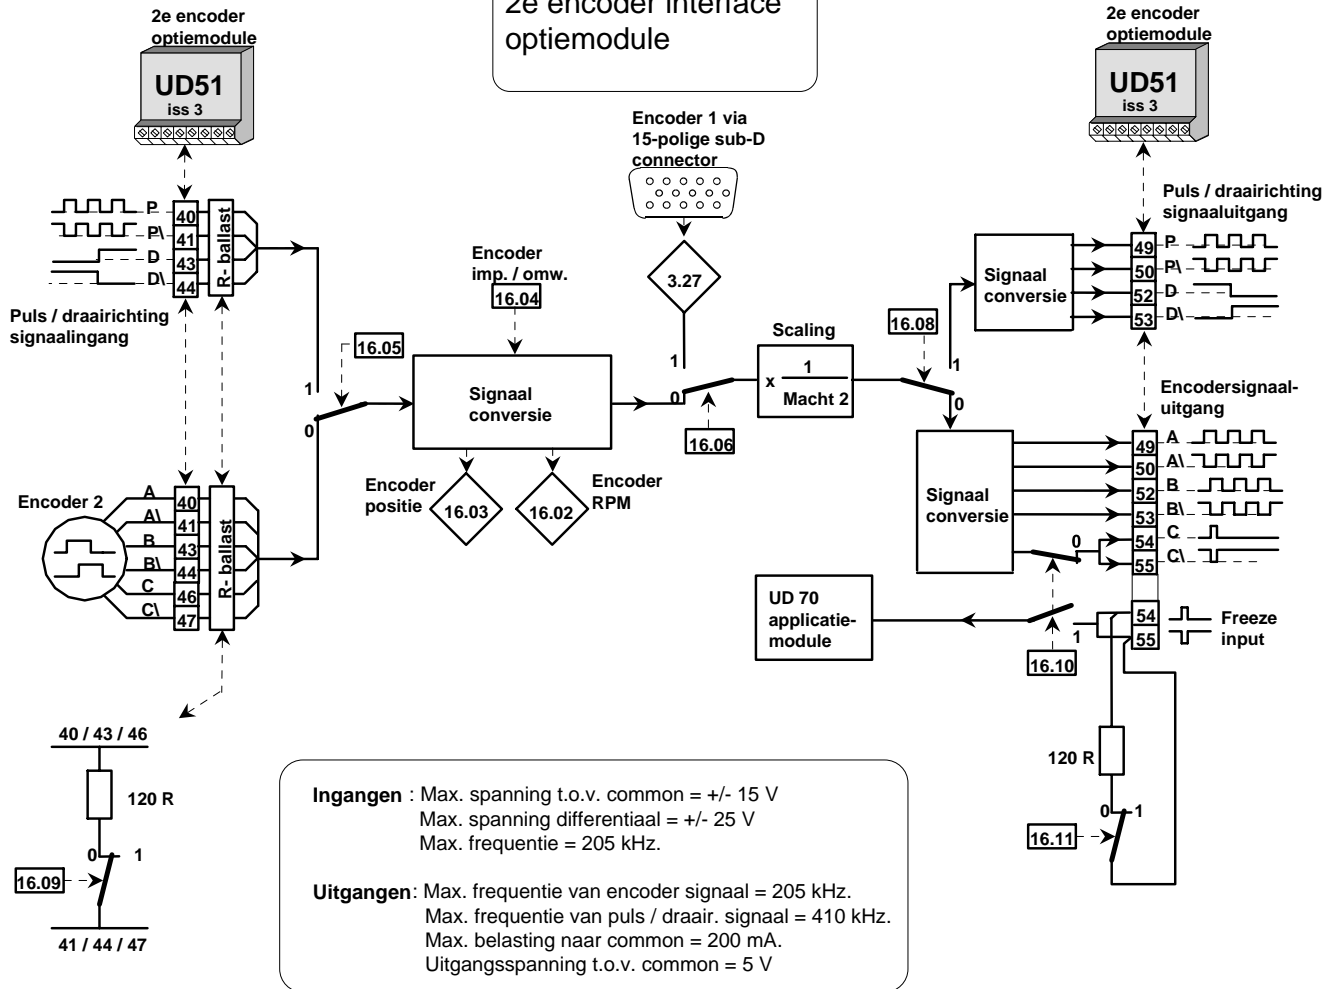 2e encoder interface
optiemodule
2e encoder
optiemodule
UD51
iss 3
2e encoder
optiemodule
UD51
iss 3
Encoder 1 via
15-polige sub-D
connector
P
P\
D
D\
40
41
43
44
R- ballast
Puls / draairichting
signaalingang
Encoder
imp. / omw.
16.04
3.27
16.05
1
0
Signaal
conversie
1
0
16.06
Scaling
x 1
Macht 2
16.08
1
0
Signaal
conversie
Puls / draairichting
signaaluitgang
49
50
52
53
P
P\
D
D\
Encodersignaal-
uitgang
Encoder
positie
16.03
16.02
Encoder
RPM
Encoder 2
A
A\
B
B\
C
C\
40
41
43
44
46
47
R- ballast
Signaal
conversie
49
50
52
53
54
55
A
A\
B
B\
C
C\
0
UD 70
applicatie-
module
1
16.10
54
55
Freeze
input
40 / 43 / 46
120 R
0 1
16.09
41 / 44 / 47
120 R
0 1
16.11
Ingangen : Max. spanning t.o.v. common = +/- 15 V
Max. spanning differentiaal = +/- 25 V
Max. frequentie = 205 kHz.
Uitgangen: Max. frequentie van encoder signaal = 205 kHz.
Max. frequentie van puls / draair. signaal = 410 kHz.
Max. belasting naar common = 200 mA.
Uitgangsspanning t.o.v. common = 5 V